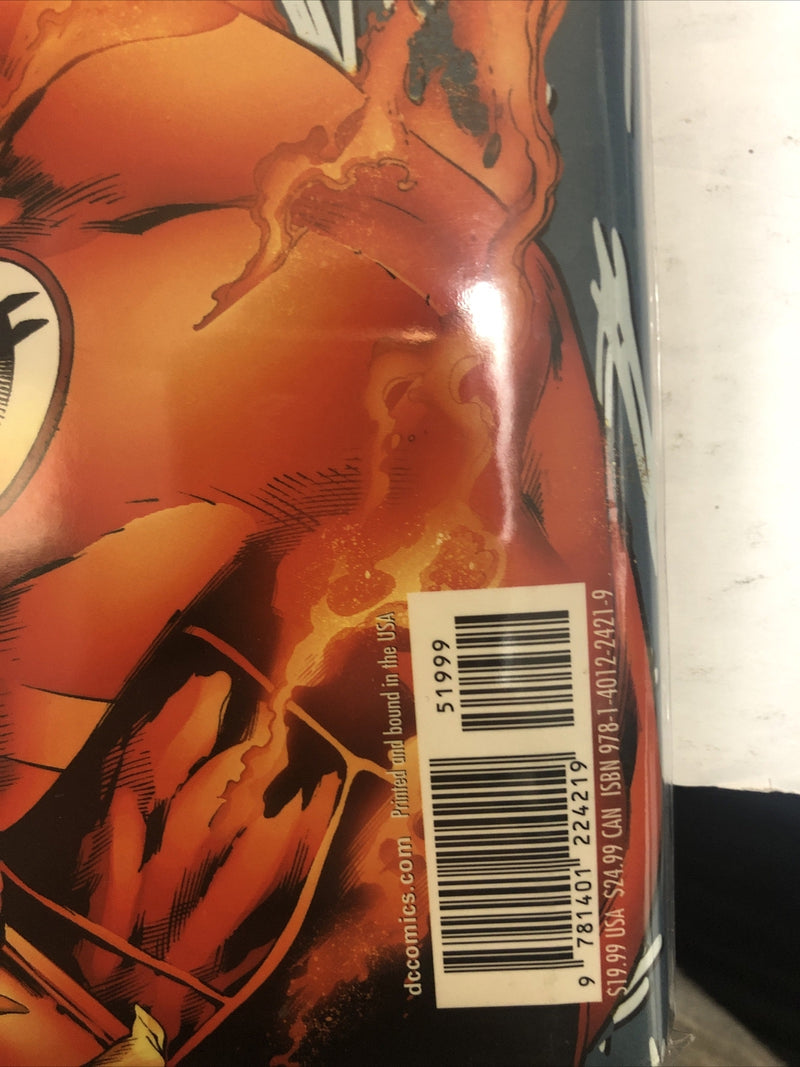 dccomics.com Printed and bound in the USA
51999
9 781401 224219
$19.99 USA $24.99 CAN ISBN 978-1-4012-2421-9